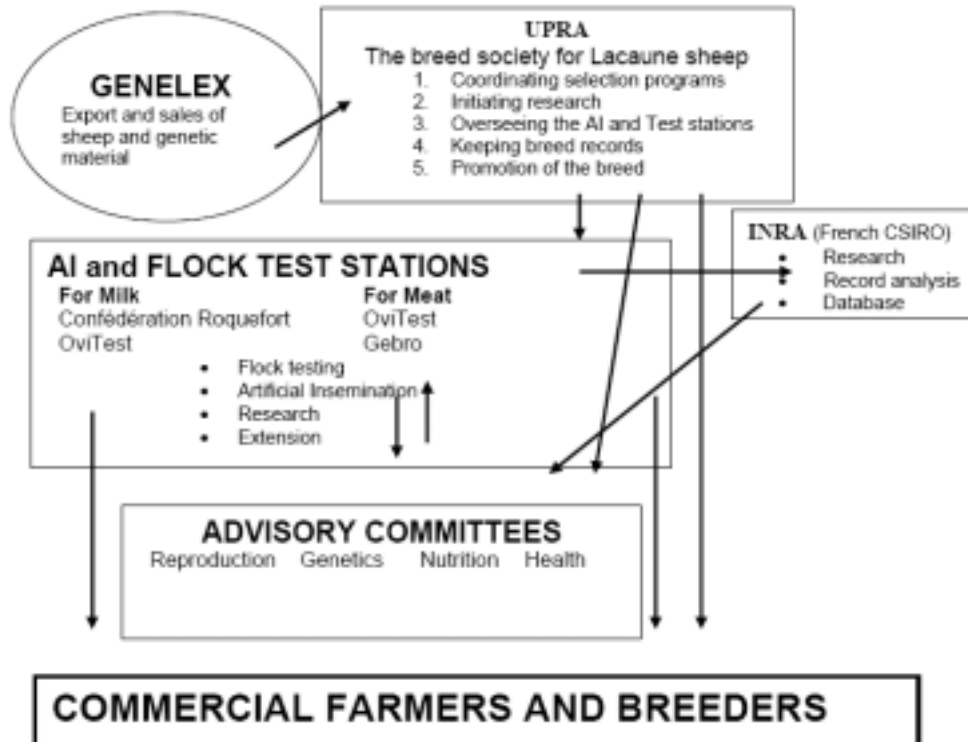 GENELEX
Export and sales of
sheep and genetic
material
UPRA
The breed society for Lacaune sheep
1. Coordinating selection programs
2. Initiating research
3. Overseeing the AI and Test stations
4. Keeping breed records
5. Promotion of the breed
INRA (French CSIRO)
• Research
• Record analysis
• Database
AI and FLOCK TEST STATIONS
For Milk For Meat
Confédération Roquefort OviTest
OviTest Gebro
• Flock testing
• Artificial Insemination
• Research
• Extension
ADVISORY COMMITTEES
Reproduction Genetics Nutrition Health
COMMERCIAL FARMERS AND BREEDERS